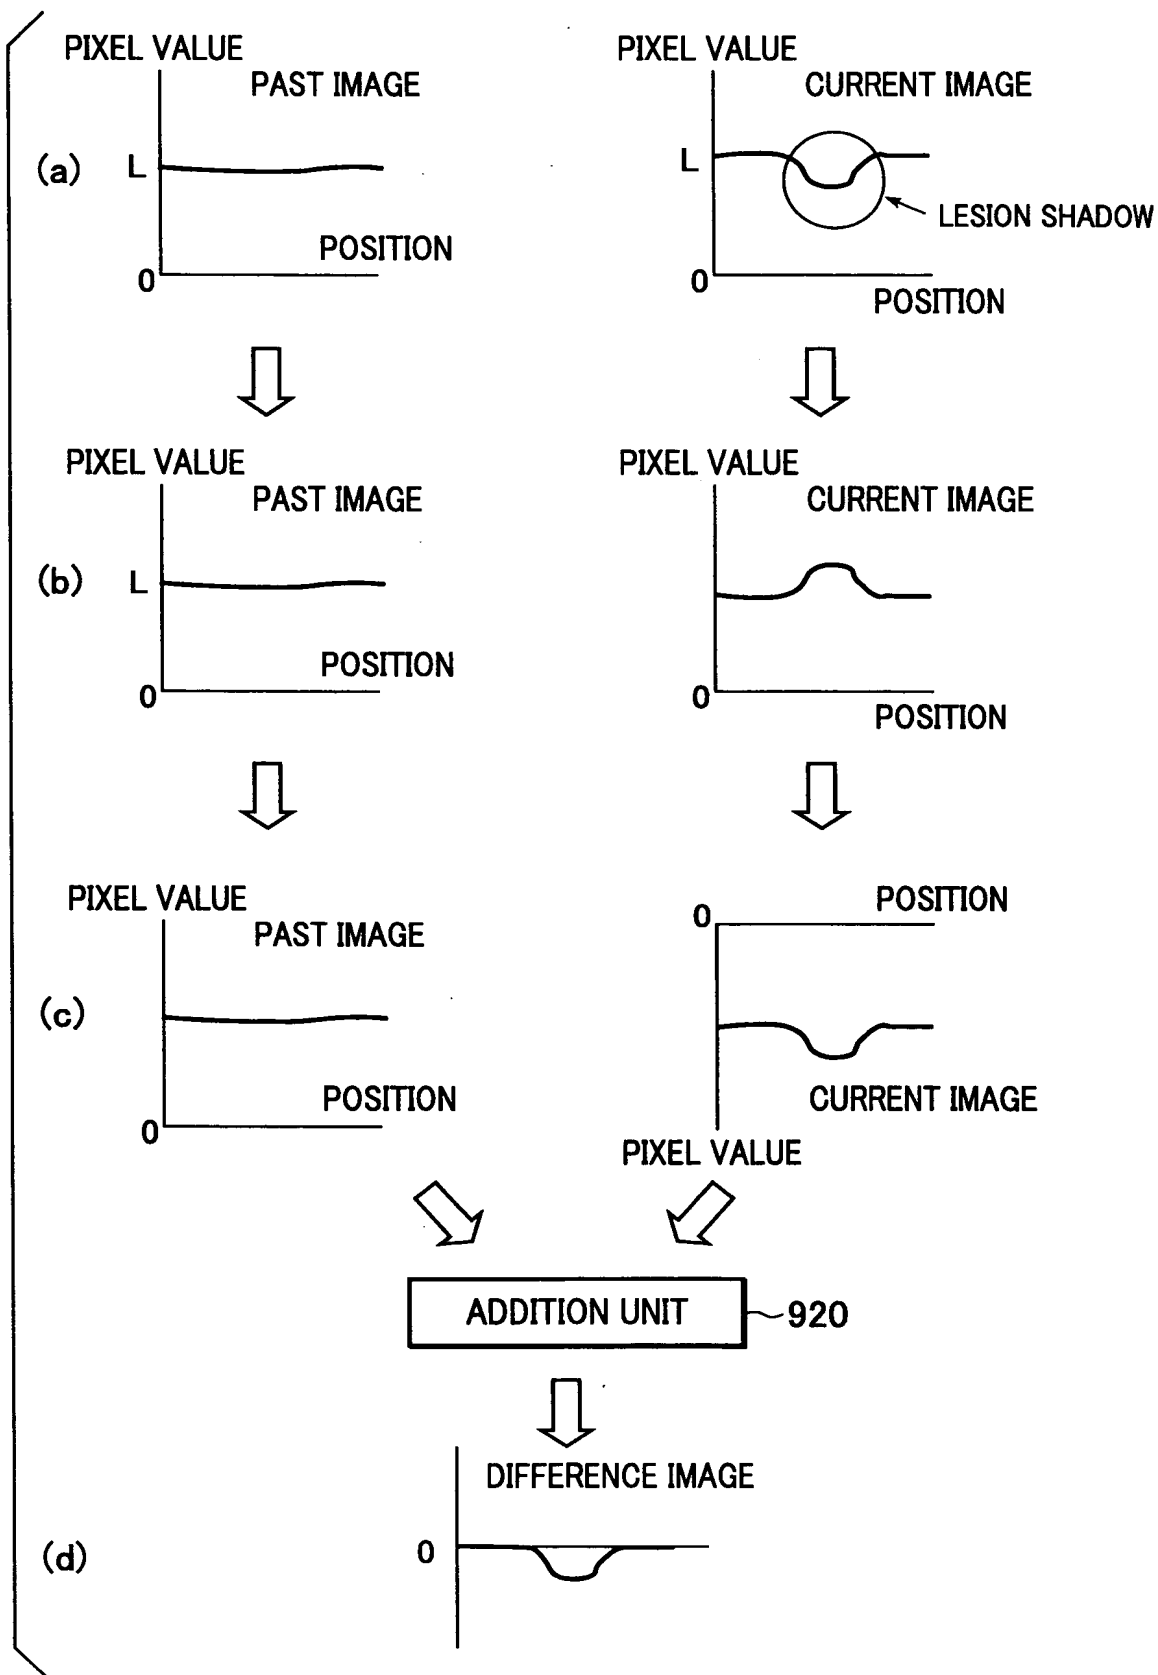 PIXEL VALUE
PAST IMAGE
(a)
L
POSITION
0
PIXEL VALUE
CURRENT IMAGE
L
LESION SHADOW
0
POSITION
PIXEL VALUE
PAST IMAGE
(b)
L
POSITION
0
PIXEL VALUE
CURRENT IMAGE
0
POSITION
PIXEL VALUE
PAST IMAGE
(c)
POSITION
0
POSITION
0
CURRENT IMAGE
PIXEL VALUE
ADDITION UNIT
920
DIFFERENCE IMAGE
(d)
0